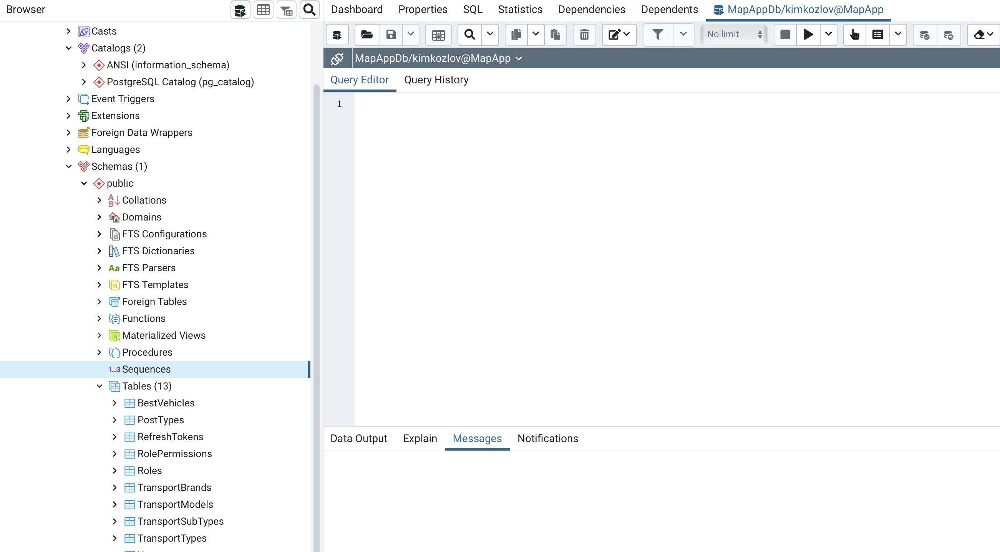 Browser
Casts
Catalogs (2)
ANSI (information_schema)
PostgreSQL Catalog (pg_catalog)
Event Triggers
Extensions
Foreign Data Wrappers
Languages
Schemas (1)
public
Collations
Domains
FTS Configurations
FTS Dictionaries
Aa FTS Parsers
FTS Templates
Foreign Tables
Functions
Materialized Views
Procedures
1..3 Sequences
Tables (13)
BestVehicles
PostTypes
RefreshTokens
RolePermissions
Roles
TransportBrands
TransportModels
TransportSubTypes
TransportTypes
Dashboard Properties SQL Statistics Dependencies Dependents MapAppDb/kimkozlov@MapApp
No limit
MapAppDb/kimkozlov@MapApp
Query Editor Query History
1
Data Output Explain Messages Notifications